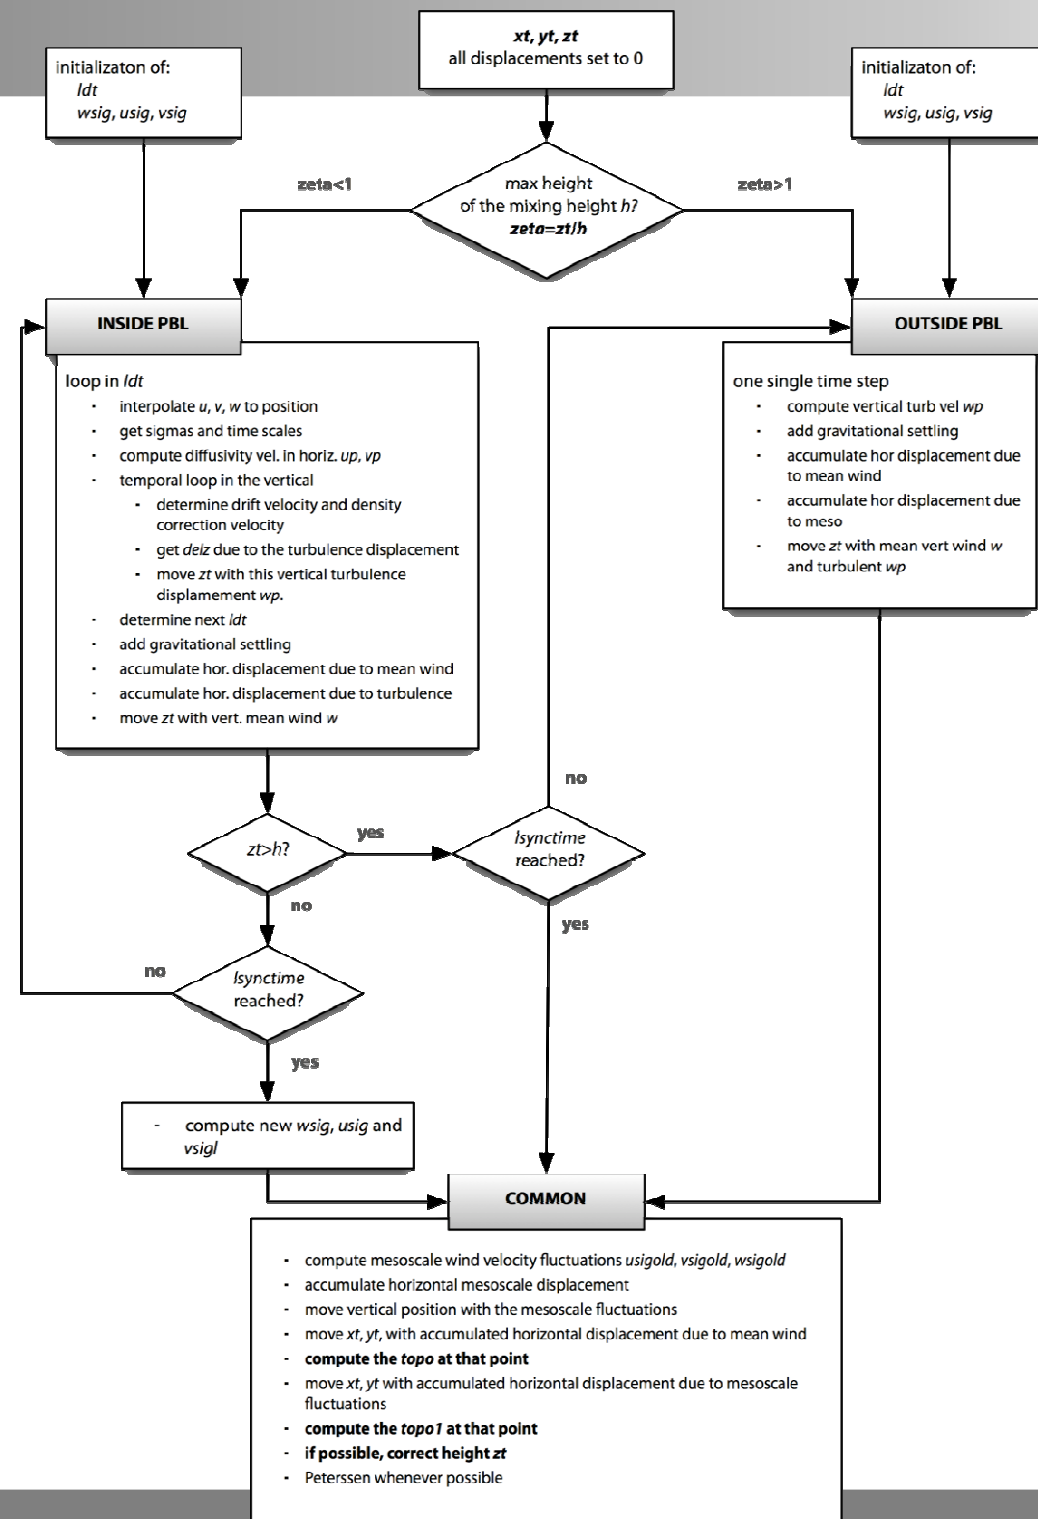 xt, yt, zt
all displacements set to 0
initializaton of:
ldt
wsig, usig, vsig
initializaton of:
ldt
wsig, usig, vsig
zeta<1
max height
of the mixing height h?
zeta=zt/h
zeta>1
INSIDE PBL
OUTSIDE PBL
loop in ldt
- interpolate u, v, w to position
- get sigmas and time scales
- compute diffusivity vel. in horiz. up, vp
- temporal loop in the vertical
- determine drift velocity and density
correction velocity
- get delz due to the turbulence displacement
- move zt with this vertical turbulence
displamement wp.
- determine next ldt
- add gravitational settling
- accumulate hor. displacement due to mean wind
- accumulate hor. displacement due to turbulence
- move zt with vert. mean wind w
one single time step
- compute vertical turb vel wp
- add gravitational settling
- accumulate hor displacement due
to mean wind
- accumulate hor displacement due
to meso
- move zt with mean vert wind w
and turbulent wp
zt>h?
yes
no
lsynctime
reached?
no
yes
no
lsynctime
reached?
yes
- compute new wsig, usig and
vsigl
COMMON
- compute mesoscale wind velocity fluctuations usigold, vsigold, wsigold
- accumulate horizontal mesoscale displacement
- move vertical position with the mesoscale fluctuations
- move xt, yt, with accumulated horizontal displacement due to mean wind
- compute the topo at that point
- move xt, yt with accumulated horizontal displacement due to mesoscale
fluctuations
- compute the topo1 at that point
- if possible, correct height zt
- Peterssen whenever possible